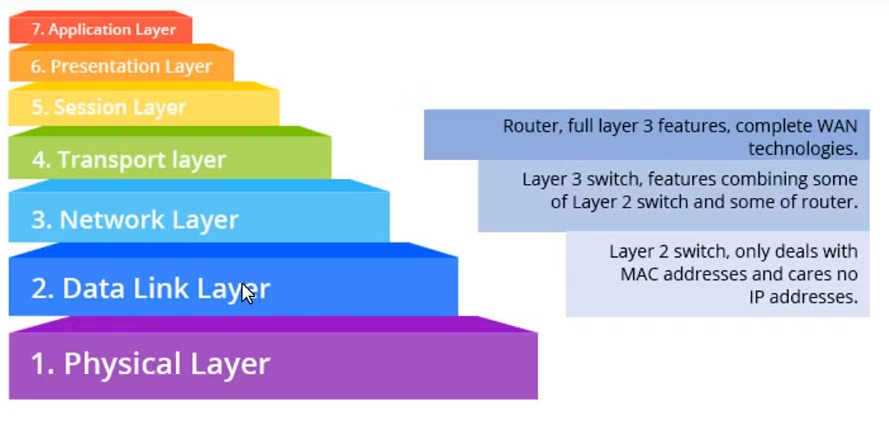 7. Application Layer
6. Presentation Layer
5. Session Layer
4. Transport layer
3. Network Layer
2. Data Link Layer
1. Physical Layer
Router, full layer 3 features, complete WAN
technologies.
Layer 3 switch, features combining some
of Layer 2 switch and some of router.
Layer 2 switch, only deals with
MAC addresses and cares no
IP addresses.